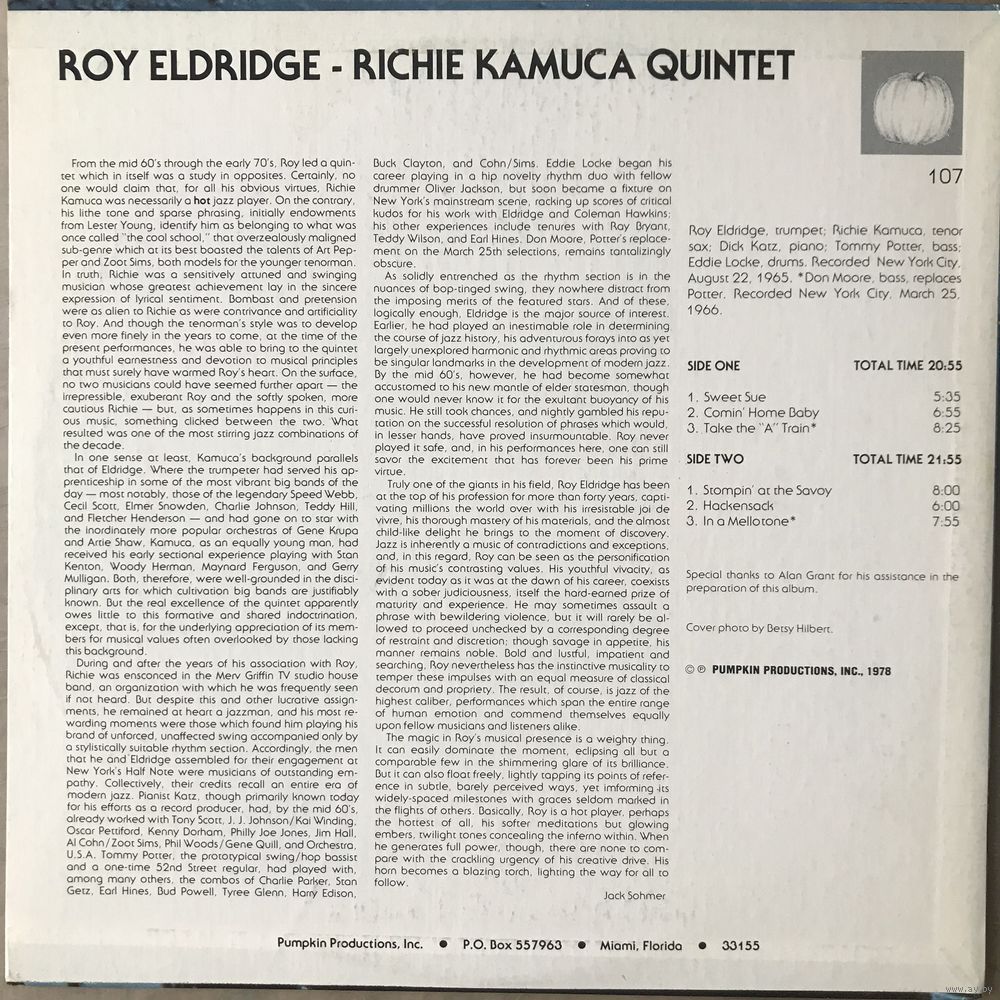 ROY ELDRIDGE - RICHIE KAMUCA QUINTET
107
From the mid 60's through the early 70's, Roy led a quin-
tet which in itself was a study in opposites. Certainly, no
one would claim that, for all his obvious virtues, Richie
Kamuca was necessarily a hot jazz player. On the contrary,
his lithe tone and sparse phrasing, initially endowments
from Lester Young, identify him as belonging to what was
once called "the cool school," that overzealously maligned
sub-genre which at its best boasted the talents of Art Pep-
per and Zoot Sims, both models for the younger tenorman.
In truth, Richie was a sensitively attuned and swinging
musician whose greatest achievement lay in the sincere
expression of lyrical sentiment. Bombast and pretension
were as alien to Richie as were contrivance and artificiality
to Roy. And though the tenorman's style was to develop
even more finely in the years to come, at the time of the
present performances, he was able to bring to the quintet
a youthful earnestness and devotion to musical principles
that must surely have warmed Roy's heart. On the surface,
no two musicians could have seemed further apart — the
irrepressible, exuberant Roy and the softly spoken, more
cautious Richie — but, as sometimes happens in this curi-
ous music, something clicked between the two. What
resulted was one of the most stirring jazz combinations of
the decade.
In one sense at least, Kamuca's background parallels
that of Eldridge. Where the trumpeter had served his ap-
prenticeship in some of the most vibrant big bands of the
day — most notably, those of the legendary Speed Webb,
Cecil Scott, Elmer Snowden, Charlie Johnson, Teddy Hill,
and Fletcher Henderson — and had gone on to star with
the inordinately more popular orchestras of Gene Krupa
and Artie Shaw, Kamuca, as an equally young man, had
received his early sectional experience playing with Stan
Kenton, Woody Herman, Maynard Ferguson, and Gerry
Mulligan. Both, therefore, were well-grounded in the disci-
plinary arts for which cultivation big bands are justifiably
known. But the real excellence of the quintet apparently
owes little to this formative and shared indoctrination,
except, that is, for the underlying appreciation of its mem-
bers for musical values often overlooked by those lacking
this background.
During and after the years of his association with Roy,
Richie was ensconced in the Merv Griffin TV studio house
band, an organization with which he was frequently seen
if not heard. But despite this and other lucrative assign-
ments, he remained at heart a jazzman, and his most re-
warding moments were those which found him playing his
brand of unforced, unaffected swing accompanied only by
a stylistically suitable rhythm section. Accordingly, the men
that he and Eldridge assembled for their engagement at
New York's Half Note were musicians of outstanding em-
pathy. Collectively, their credits recall an entire era of
modern jazz. Pianist Katz, though primarily known today
for his efforts as a record producer, had, by the mid 60's,
already worked with Tony Scott, J. J. Johnson/Kai Winding,
Oscar Pettiford, Kenny Dorham, Philly Joe Jones, Jim Hall,
Al Cohn/Zoot Sims, Phil Woods/Gene Quill, and Orchestra,
U.S.A. Tommy Potter, the prototypical swing/hop bassist
and a one-time 52nd Street regular, had played with,
among many others, the combos of Charlie Parker, Stan
Getz, Earl Hines, Bud Powell, Tyree Glenn, Harry Edison,
Buck Clayton, and Cohn/Sims. Eddie Locke began his
career playing in a hip novelty rhythm duo with fellow
drummer Oliver Jackson, but soon became a fixture on
New York's mainstream scene, racking up scores of critical
kudos for his work with Eldridge and Coleman Hawkins;
his other experiences include tenures with Ray Bryant,
Teddy Wilson, and Earl Hines. Don Moore, Potter's replace-
ment on the March 25th selections, remains tantalizingly
obscure.
As solidly entrenched as the rhythm section is in the
nuances of bop-tinged swing, they nowhere distract from
the imposing merits of the featured stars. And of these,
logically enough, Eldridge is the major source of interest.
Earlier, he had played an inestimable role in determining
the course of jazz history, his adventurous forays into as yet
largely unexplored harmonic and rhythmic areas proving to
be singular landmarks in the development of modern jazz.
By the mid 60's, however, he had become somewhat
accustomed to his new mantle of elder statesman, though
one would never know it for the exultant buoyancy of his
music. He still took chances, and nightly gambled his repu-
tation on the successful resolution of phrases which would,
in lesser hands, have proved insurmountable. Roy never
played it safe, and, in his performances here, one can still
savor the excitement that has forever been his prime
virtue.
Truly one of the giants in his field, Roy Eldridge has been
at the top of his profession for more than forty years, capti-
vating millions the world over with his irresistable joi de
vivre, his thorough mastery of his materials, and the almost
child-like delight he brings to the moment of discovery.
Jazz is inherently a music of contradictions and exceptions,
and, in this regard, Roy can be seen as the personification
of his music's contrasting values. His youthful vivacity, as
evident today as it was at the dawn of his career, coexists
with a sober judiciousness, itself the hard-earned prize of
maturity and experience. He may sometimes assault a
phrase with bewildering violence, but it will rarely be al-
lowed to proceed unchecked by a corresponding degree
of restraint and discretion; though savage in appetite, his
manner remains noble. Bold and lustful, impatient and
searching, Roy nevertheless has the instinctive musicality to
temper these impulses with an equal measure of classical
decorum and propriety. The result, of course, is jazz of the
highest caliber, performances which span the entire range
of human emotion and commend themselves equally
upon fellow musicians and listeners alike.
The magic in Roy's musical presence is a weighty thing.
It can easily dominate the moment, eclipsing all but a
comparable few in the shimmering glare of its brilliance.
But it can also float freely, lightly tapping its points of refer-
ence in subtle, barely perceived ways, yet imforming its
widely-spaced milestones with graces seldom marked in
the flights of others. Basically, Roy is a hot player, perhaps
the hottest of all, his softer meditations but glowing
embers, twilight tones concealing the inferno within. When
he generates full power, though, there are none to com-
pare with the crackling urgency of his creative drive. His
horn becomes a blazing torch, lighting the way for all to
follow.
Jack Sohmer
Roy Eldridge, trumpet; Richie Kamuca, tenor
sax; Dick Katz, piano; Tommy Potter, bass;
Eddie Locke, drums. Recorded New York City,
August 22, 1965. *Don Moore, bass, replaces
Potter. Recorded New York City, March 25,
1966.
SIDE ONE TOTAL TIME 20:55
1. Sweet Sue 5:35
2. Comin' Home Baby 6:55
3. Take the "A" Train* 8:25
SIDE TWO TOTAL TIME 21:55
1. Stompin' at the Savoy 8:00
2. Hackensack 6:00
3. In a Mellotone* 7:55
Special thanks to Alan Grant for his assistance in the
preparation of this album.
Cover photo by Betsy Hilbert.
© ℗ PUMPKIN PRODUCTIONS, INC., 1978
Pumpkin Productions, Inc. ● P.O. Box 557963 ● Miami, Florida ● 33155
www.ay.by